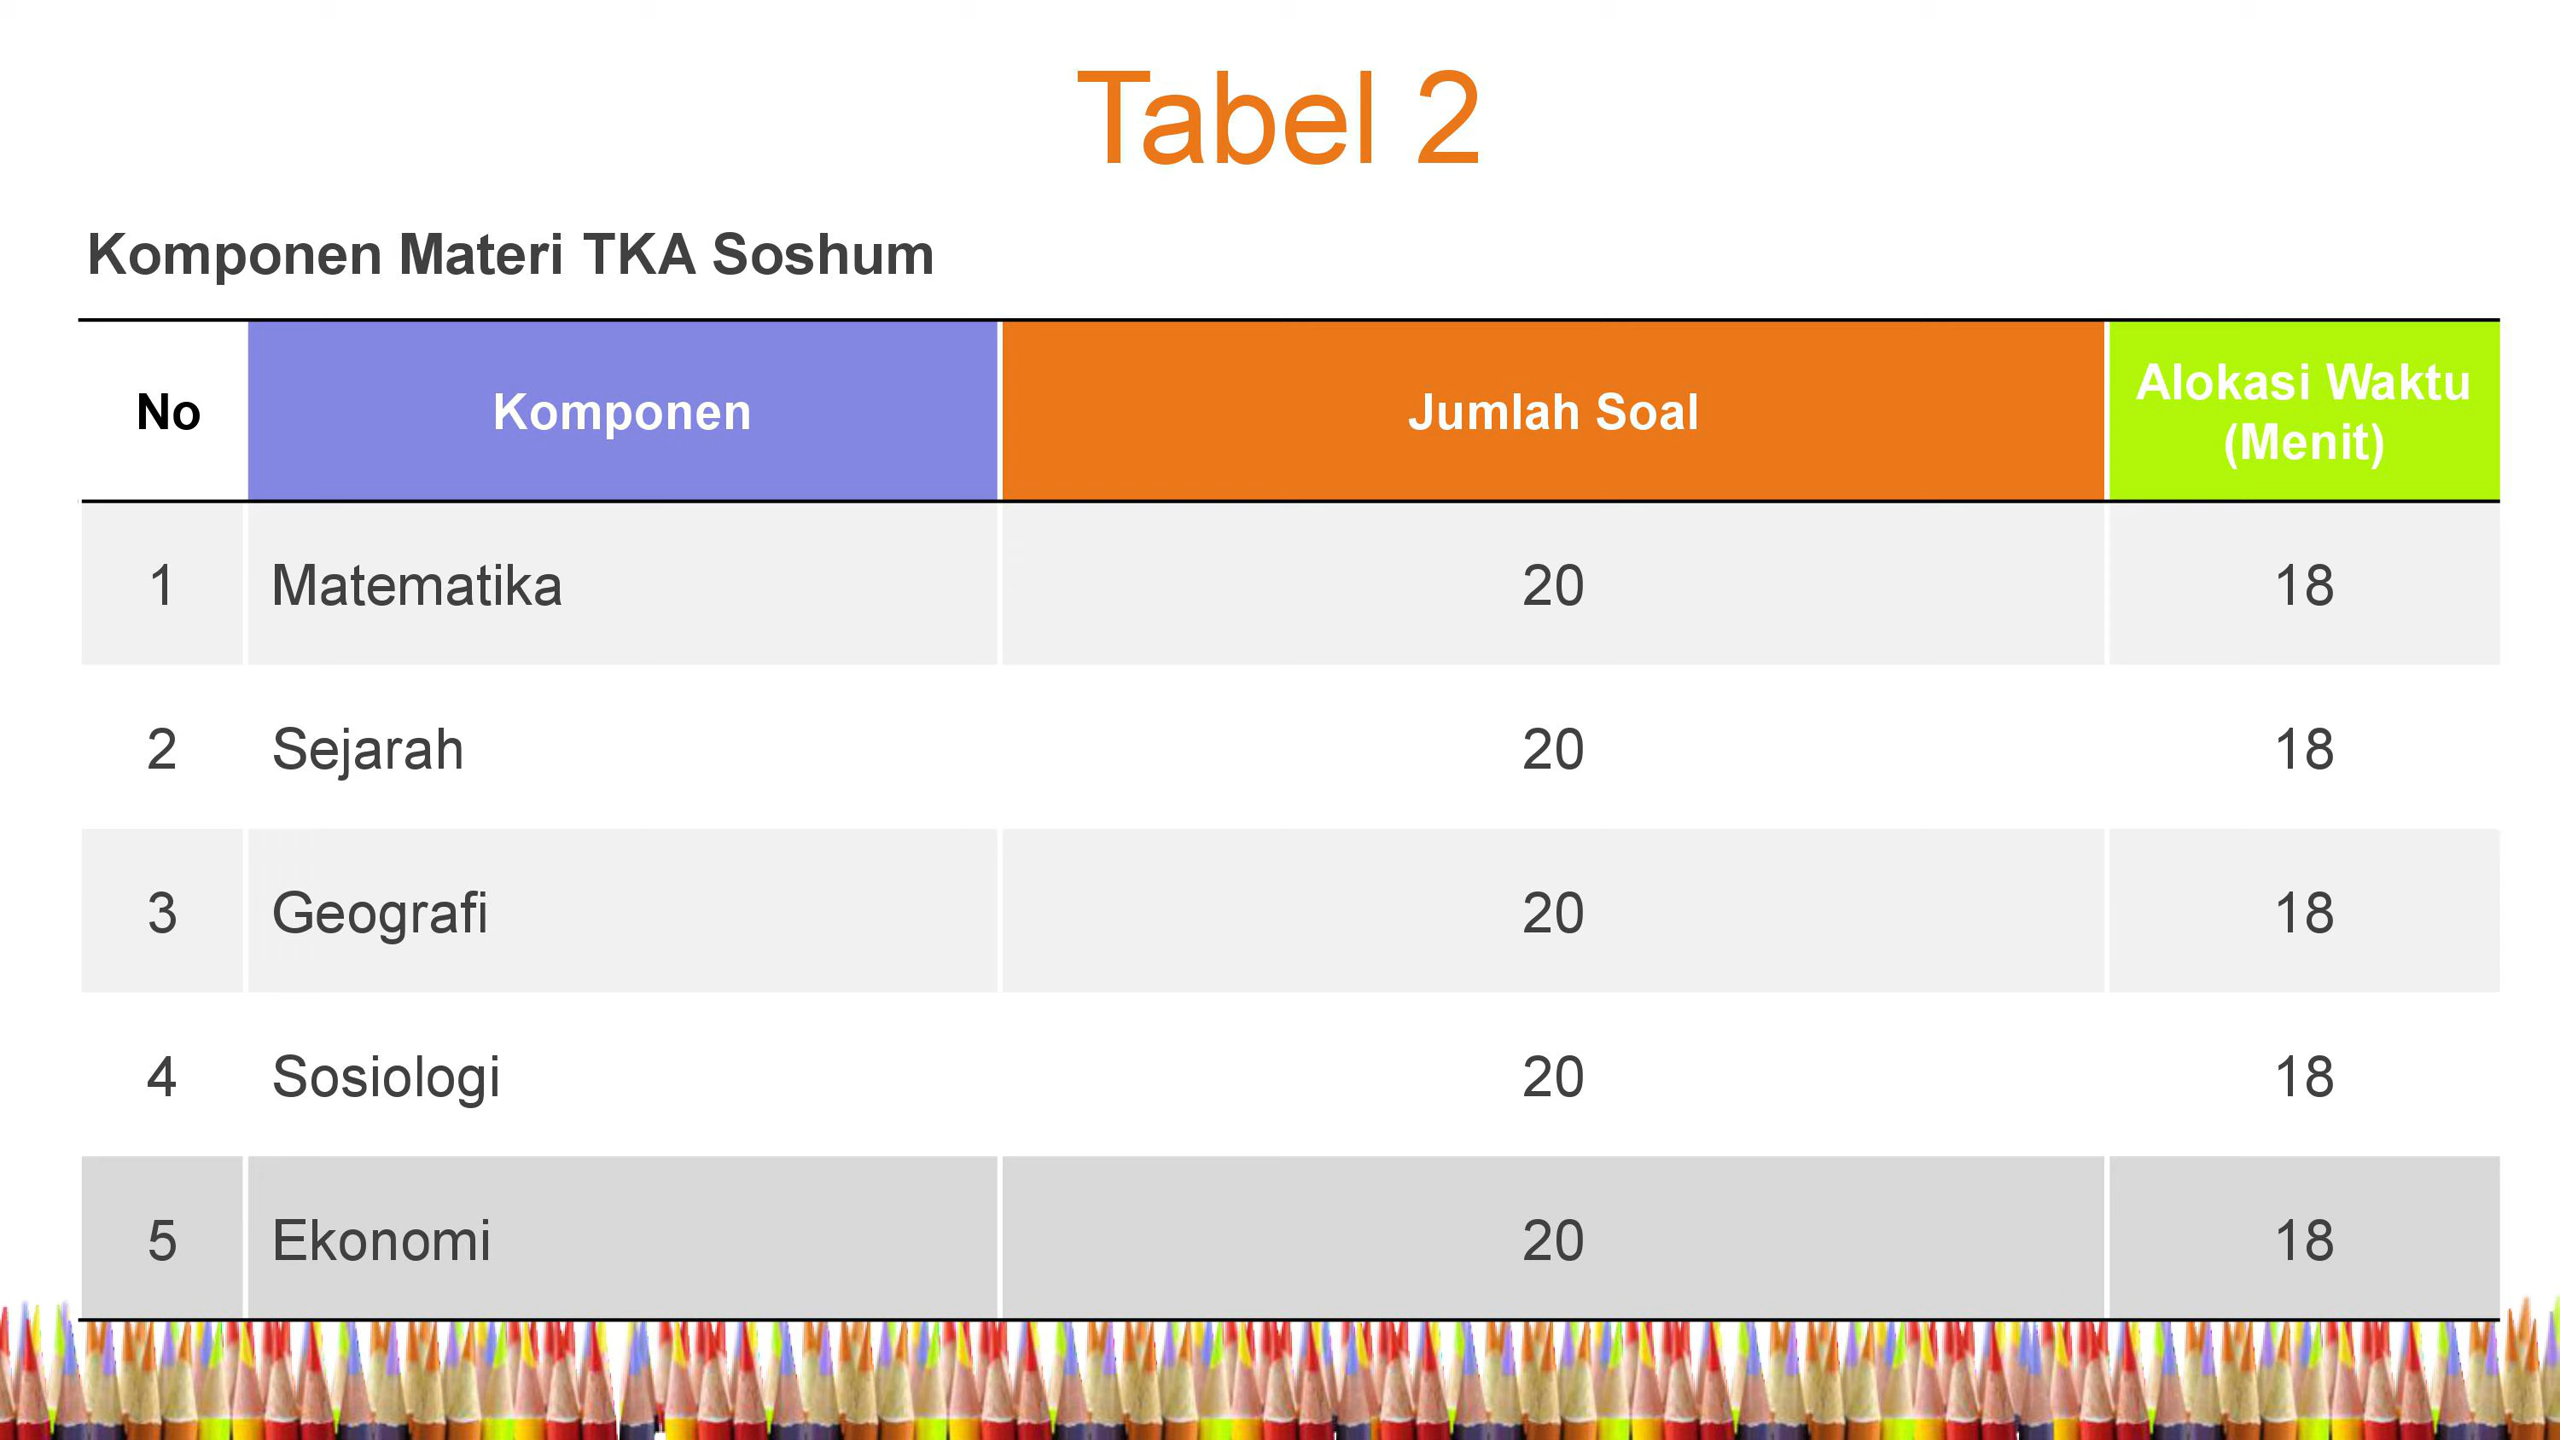 Tabel 2
Komponen Materi TKA Soshum
No Komponen Jumlah Soal Alokasi Waktu
(Menit)
1 Matematika 20 18
2 Sejarah 20 18
3 Geografi 20 18
4 Sosiologi 20 18
5 Ekonomi 20 18